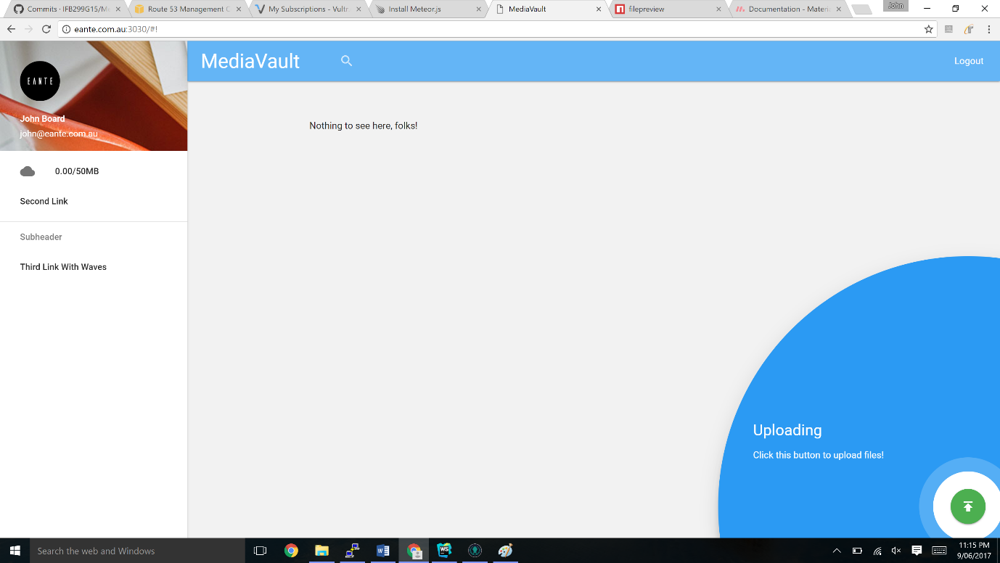 Commits · IFB299G15/Me
Route 53 Management C
My Subscriptions - Vultr.
Install Meteor.js
MediaVault
filepreview
Documentation - Materia
John
eante.com.au:3030/#!
EANTE
John Board
john@eante.com.au
MediaVault
Logout
Nothing to see here, folks!
0.00/50MB
Second Link
Subheader
Third Link With Waves
Uploading
Click this button to upload files!
Search the web and Windows
W
WS
11:15 PM
9/06/2017